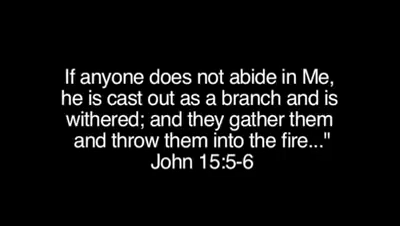 If anyone does not abide in Me,
he is cast out as a branch and is
withered; and they gather them
and throw them into the fire..."
John 15:5-6